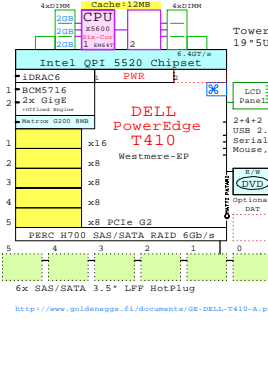 4xDIMM Cache:12MB 4xDIMM
2GB CPU
2GB x5600
2GB Six-Cor
1 EM64T 2
Tower
19"5U
6.4GT/s
Intel QPI 5520 Chipset
iDRAC6 1 PWR 2
1 BCM5716
2 2x GigE
+Offload Engine
Matrox G200 8MB
DELL
PowerEdge
T410
Westmere-EP
LCD
Panel
2+4+2
USB 2.
Serial
Mouse,
1 x16
2 x8
3 x8
4 x8
5 x8 PCIe G2
R/W
DVD
Optiona
DAT
PERC H700 SAS/SATA RAID 6Gb/s
5 4 3 2 1 0
6x SAS/SATA 3.5" LFF HotPlug
http://www.goldeneggs.fi/documents/GE-DELL-T410-A.p